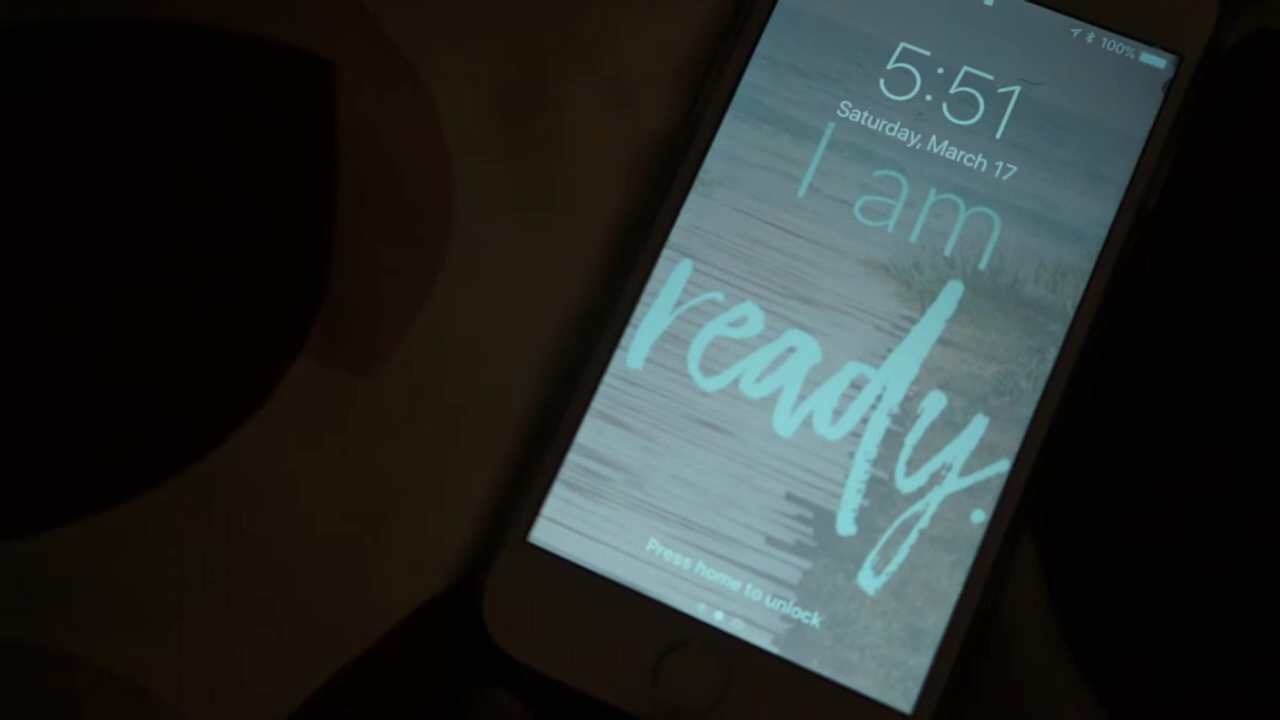 100%
5:51
Saturday, March 17
I am
ready.
Press home to unlock